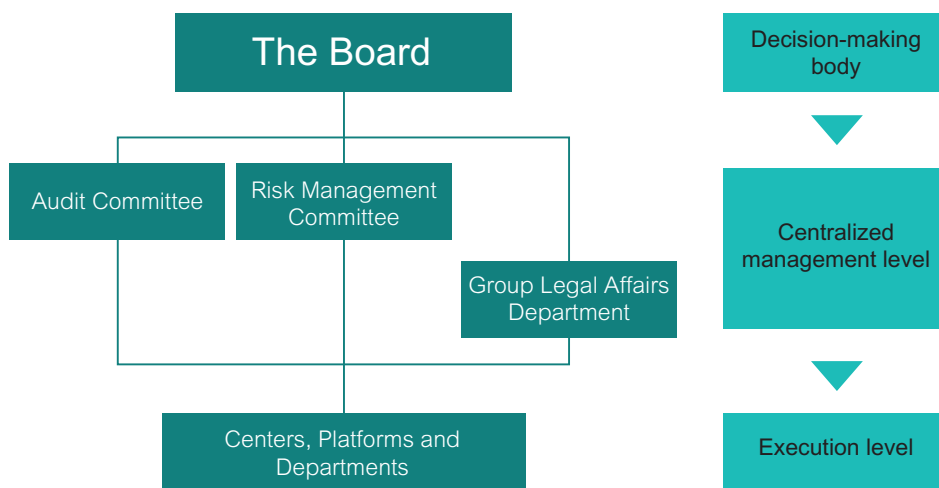 The Board
Decision-making
body
Audit Committee
Risk Management
Committee
Centralized
management level
Group Legal Affairs
Department
Centers, Platforms and
Departments
Execution level